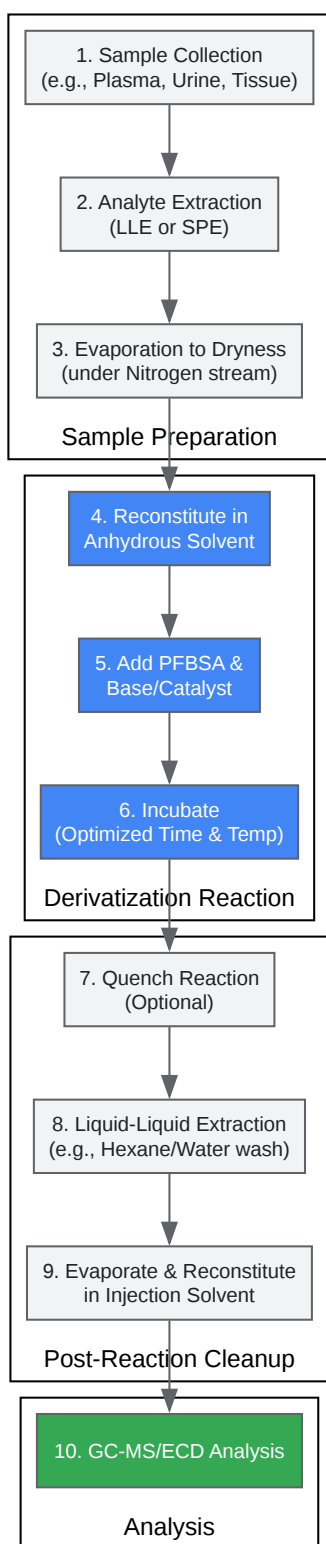 1. Sample Collection
(e.g., Plasma, Urine, Tissue)
2. Analyte Extraction
(LLE or SPE)
3. Evaporation to Dryness
(under Nitrogen stream)
Sample Preparation
4. Reconstitute in
Anhydrous Solvent
5. Add PFBSA &
Base/Catalyst
6. Incubate
(Optimized Time & Temp)
Derivatization Reaction
7. Quench Reaction
(Optional)
8. Liquid-Liquid Extraction
(e.g., Hexane/Water wash)
9. Evaporate & Reconstitute
in Injection Solvent
Post-Reaction Cleanup
10. GC-MS/ECD Analysis
Analysis